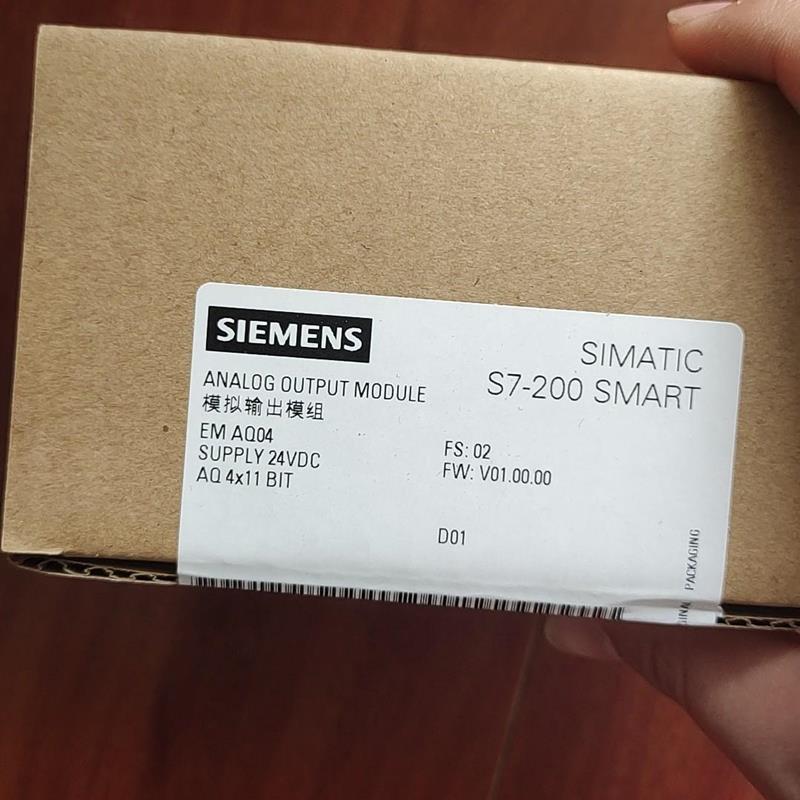 SIEMENS
SIMATIC
S7-200 SMART
ANALOG OUTPUT MODULE
模拟输出模组
EM AQ04
SUPPLY 24VDC
AQ 4x11 BIT
FS: 02
FW: V01.00.00
D01
PACKAGING